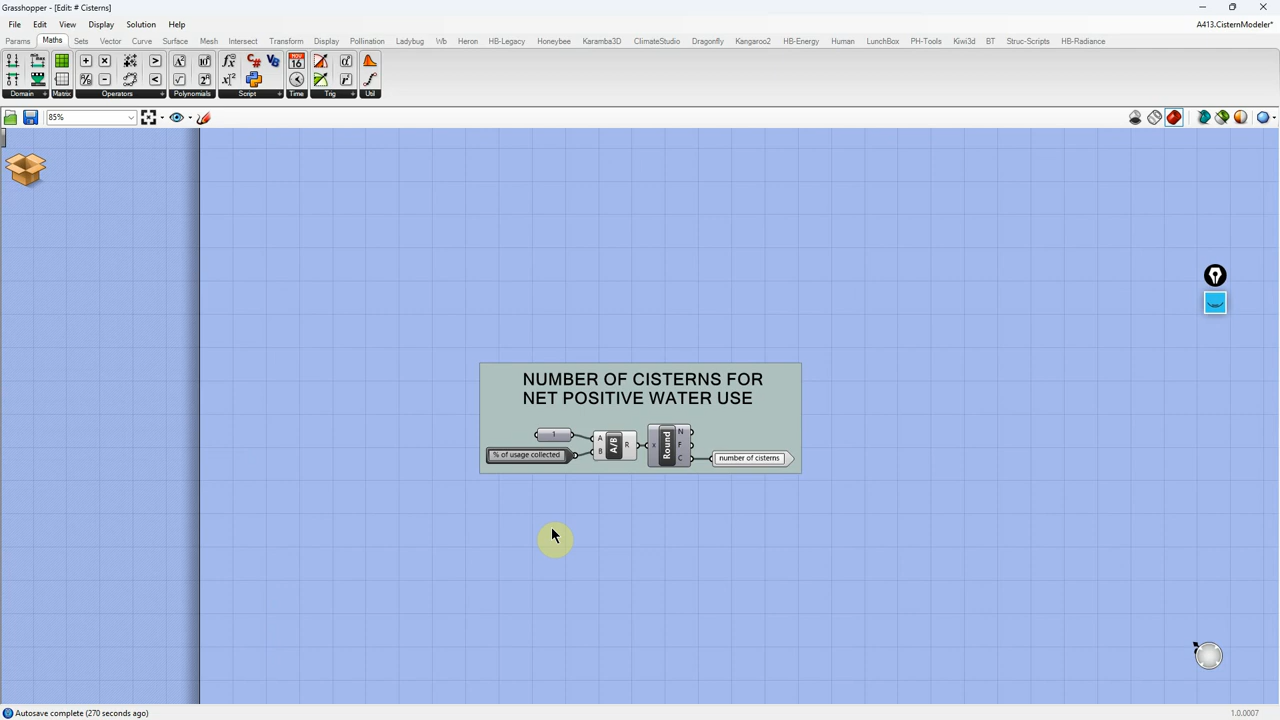 Grasshopper - [Edit: # Cisterns]
File Edit View Display Solution Help
A413.CisternModeler*
Params Maths Sets Vector Curve Surface Mesh Intersect Transform Display Pollination Ladybug Wb Heron HB-Legacy Honeybee Karamba3D ClimateStudio Dragonfly Kangaroo2 HB-Energy Human LunchBox PH-Tools Kiwi3d BT Struc-Scripts HB-Radiance
Domain Matrix Operators Polynomials Script Time Trig Util
85%
NUMBER OF CISTERNS FOR
NET POSITIVE WATER USE
% of usage collected
A
B
A/B
R
x
Round
N
F
C
number of cisterns
Autosave complete (270 seconds ago)
1.0.0007